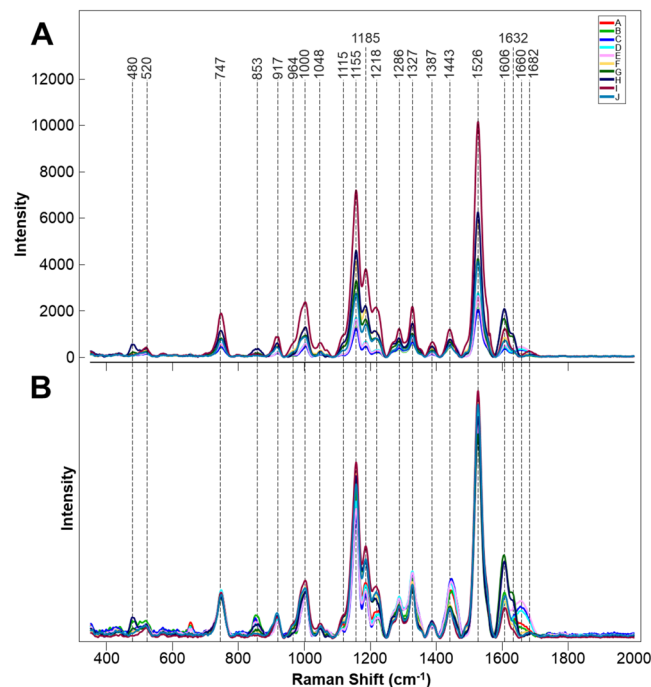 A
1185 1632
480 520 747 853 917 964 1000 1048 1115 1155 1218 1286 1327 1387 1443 1526 1606 1660 1682
A
B
C
D
E
F
G
H
I
J
12000
10000
8000
6000
4000
2000
0
Intensity
B
Intensity
400 600 800 1000 1200 1400 1600 1800 2000
Raman Shift (cm⁻¹)